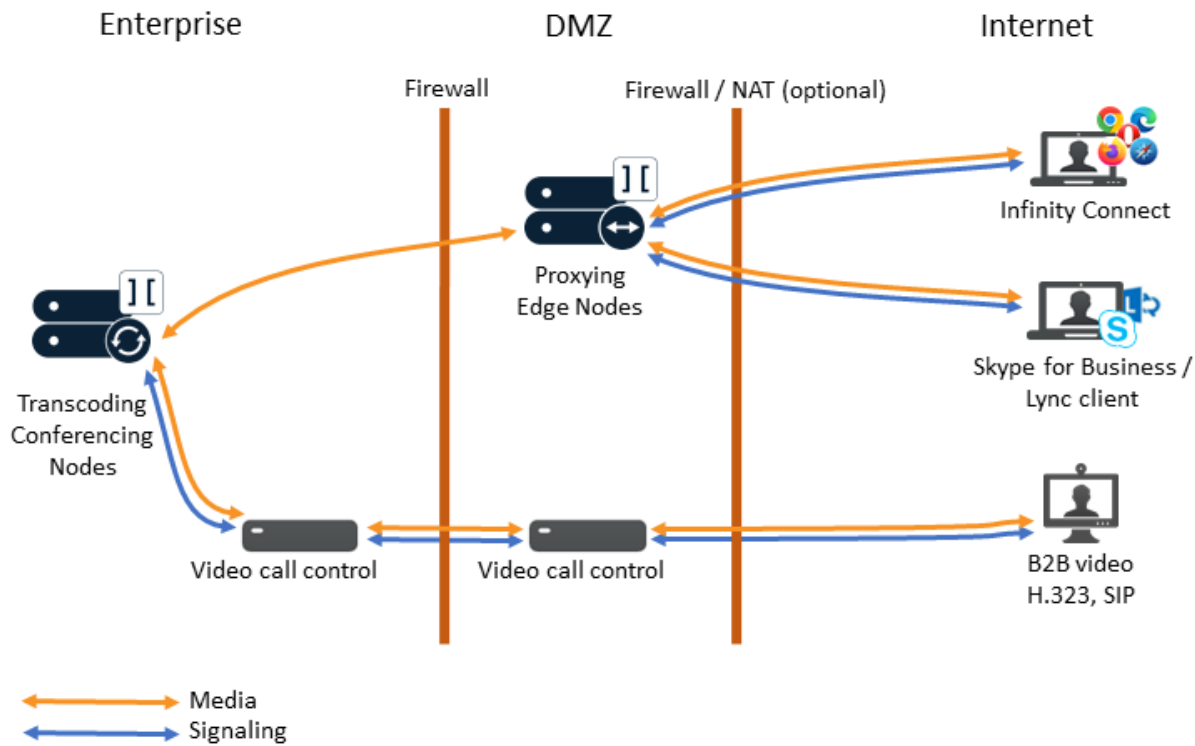 Enterprise
DMZ
Internet
Firewall
Firewall / NAT (optional)
] [
Infinity Connect
Proxying
Edge Nodes
] [
L
S
Skype for Business /
Lync client
Transcoding
Conferencing
Nodes
Video call control
Video call control
B2B video
H.323, SIP
Media
Signaling